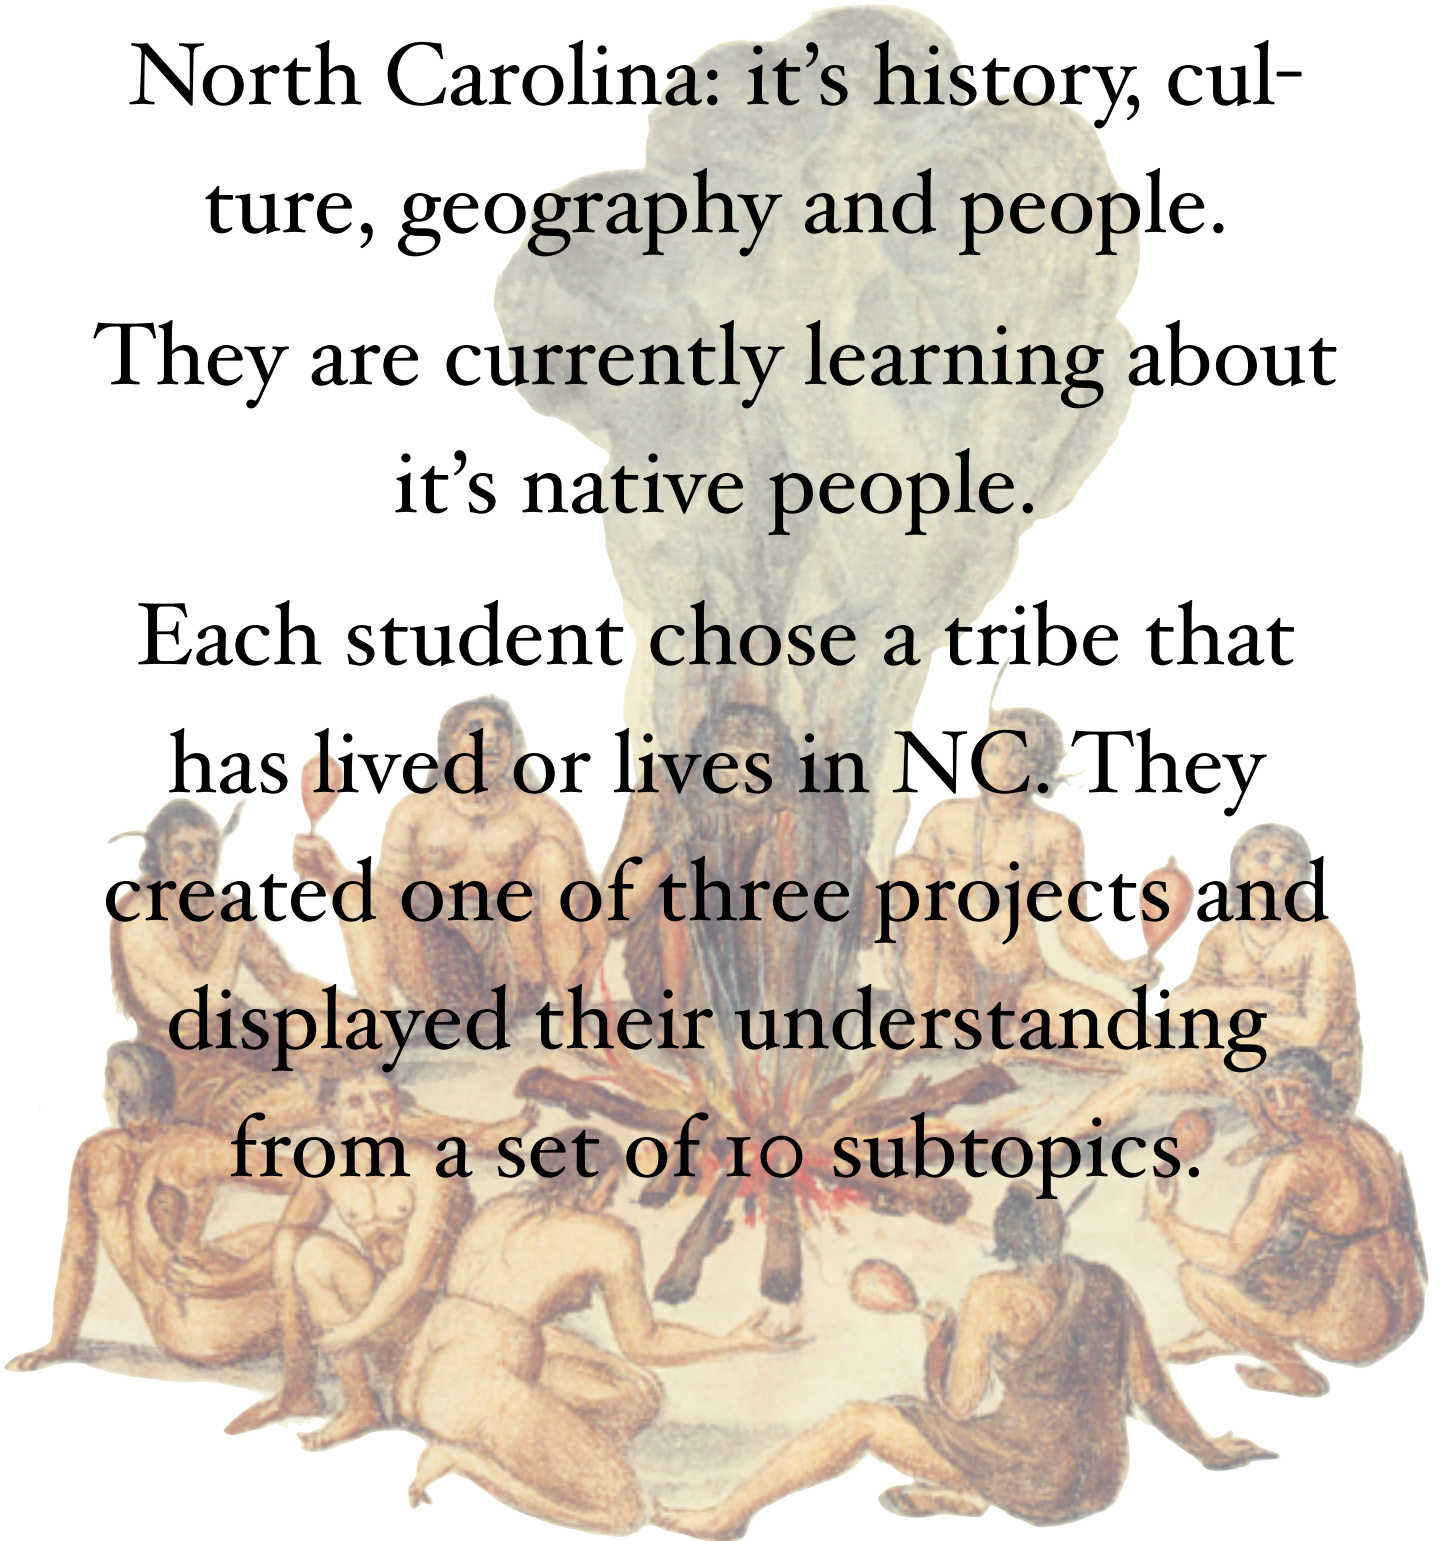 North Carolina: it’s history, cul-
ture, geography and people.
They are currently learning about
it’s native people.
Each student chose a tribe that
has lived or lives in NC. They
created one of three projects and
displayed their understanding
from a set of 10 subtopics.